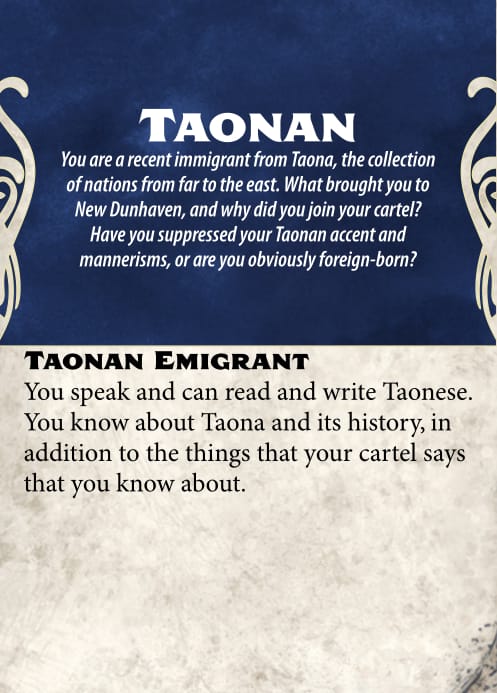 TAONAN
You are a recent immigrant from Taona, the collection
of nations from far to the east. What brought you to
New Dunhaven, and why did you join your cartel?
Have you suppressed your Taonan accent and
mannerisms, or are you obviously foreign-born?
TAONAN EMIGRANT
You speak and can read and write Taonese.
You know about Taona and its history, in
addition to the things that your cartel says
that you know about.